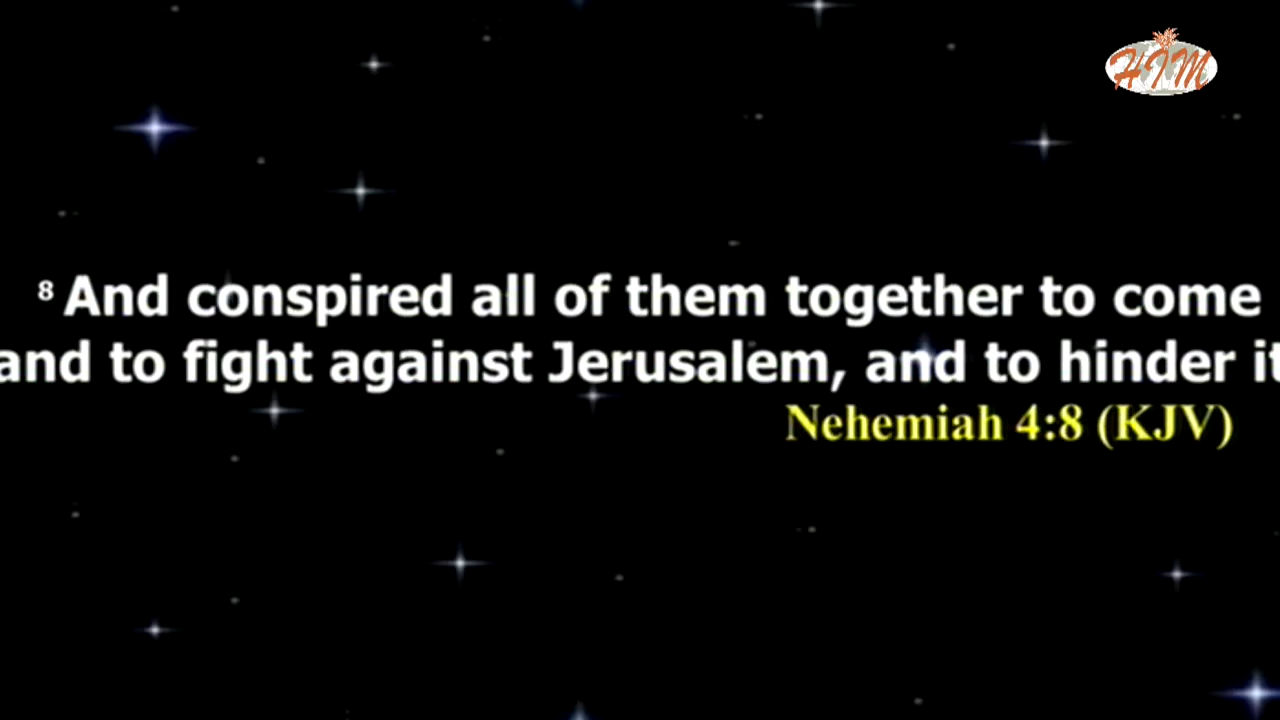 HIM
8 And conspired all of them together to come
and to fight against Jerusalem, and to hinder it
Nehemiah 4:8 (KJV)